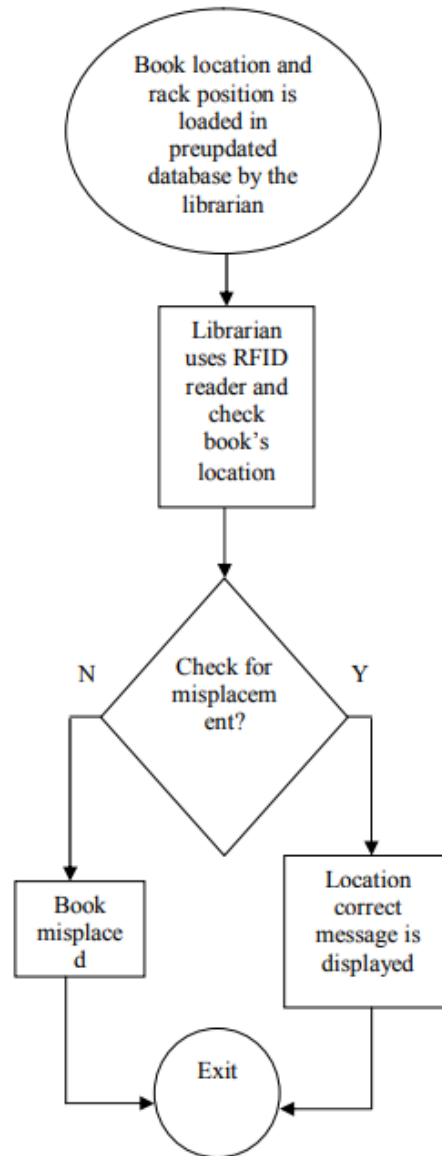 Book location and
rack position is
loaded in
preupdated
database by the
librarian
Librarian
uses RFID
reader and
check
book’s
location
N
Y
Check for
misplacem
ent?
Book
misplace
d
Location
correct
message is
displayed
Exit